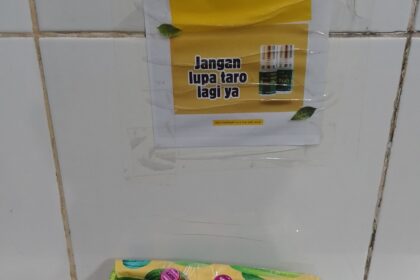 Jangan
lupa taro
lagi ya